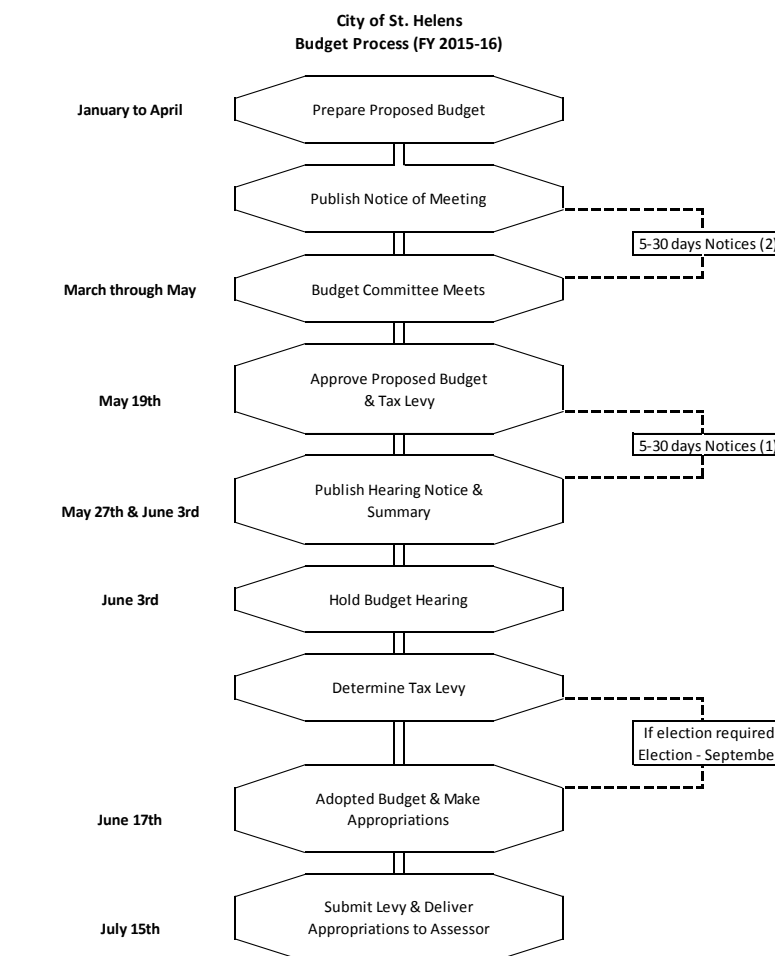 City of St. Helens
Budget Process (FY 2015-16)
January to April
Prepare Proposed Budget
Publish Notice of Meeting
5-30 days Notices (2)
March through May
Budget Committee Meets
Approve Proposed Budget
& Tax Levy
May 19th
5-30 days Notices (1)
Publish Hearing Notice &
Summary
May 27th & June 3rd
June 3rd
Hold Budget Hearing
Determine Tax Levy
If election required
Election - Septembe
Adopted Budget & Make
Appropriations
June 17th
Submit Levy & Deliver
Appropriations to Assessor
July 15th